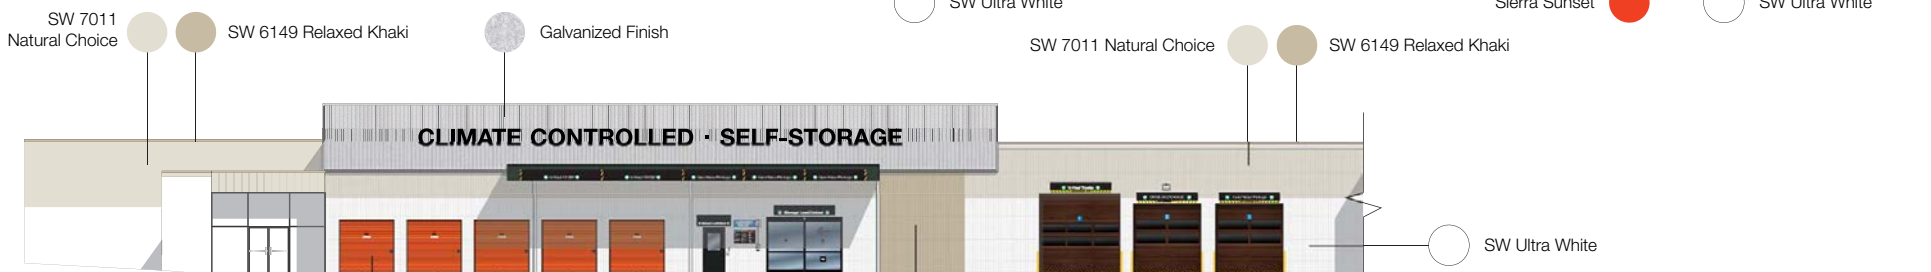 SW Ultra White
Sierra Sunset
SW Ultra White
SW 7011
Natural Choice
SW 6149 Relaxed Khaki
Galvanized Finish
SW 7011 Natural Choice
SW 6149 Relaxed Khaki
CLIMATE CONTROLLED · SELF-STORAGE
SW Ultra White